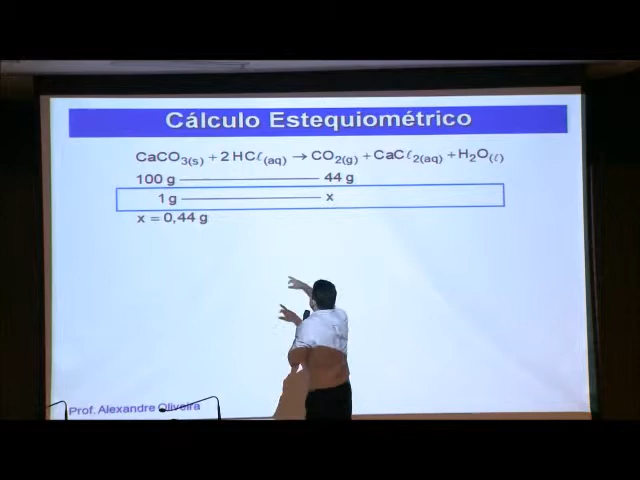 Cálculo Estequiométrico
CaCO₃(s) + 2 HCℓ(aq) → CO₂(g) + CaCℓ₂(aq) + H₂O(ℓ)
100 g ——————— 44 g
1 g ——————— x
x = 0,44 g
Prof. Alexandre Oliveira